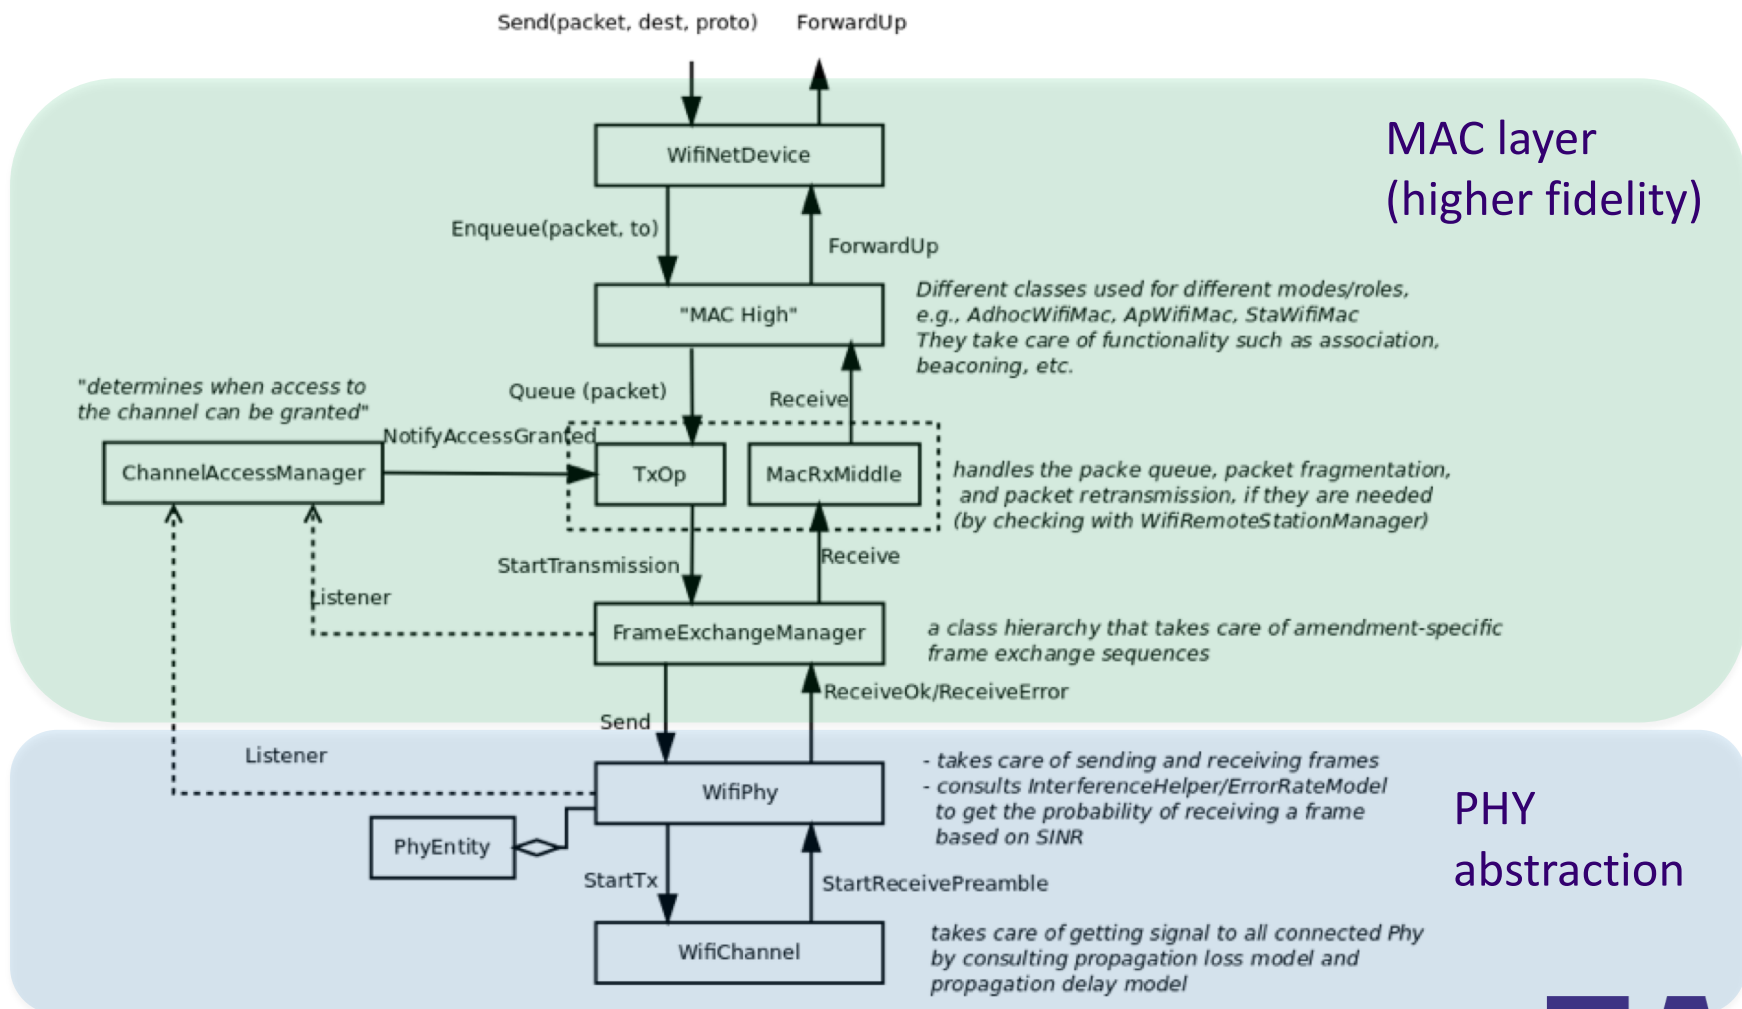 Send(packet, dest, proto)
ForwardUp
MAC layer
(higher fidelity)
WifiNetDevice
Enqueue(packet, to)
ForwardUp
"MAC High"
Different classes used for different modes/roles,
e.g., AdhocWifiMac, ApWifiMac, StaWifiMac
They take care of functionality such as association,
beaconing, etc.
"determines when access to
the channel can be granted"
Queue (packet)
Receive
NotifyAccessGranted
ChannelAccessManager
TxOp
MacRxMiddle
handles the packe queue, packet fragmentation,
and packet retransmission, if they are needed
(by checking with WifiRemoteStationManager)
StartTransmission
Receive
Listener
FrameExchangeManager
a class hierarchy that takes care of amendment-specific
frame exchange sequences
ReceiveOk/ReceiveError
Send
Listener
WifiPhy
- takes care of sending and receiving frames
- consults InterferenceHelper/ErrorRateModel
to get the probability of receiving a frame
based on SINR
PHY
abstraction
PhyEntity
StartTx
StartReceivePreamble
WifiChannel
takes care of getting signal to all connected Phy
by consulting propagation loss model and
propagation delay model